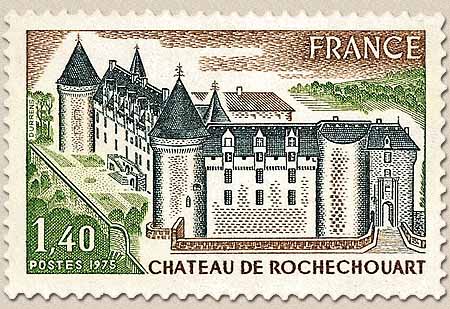 FRANCE
DURRENS
1,40
POSTES 1975
CHATEAU DE ROCHECHOUART